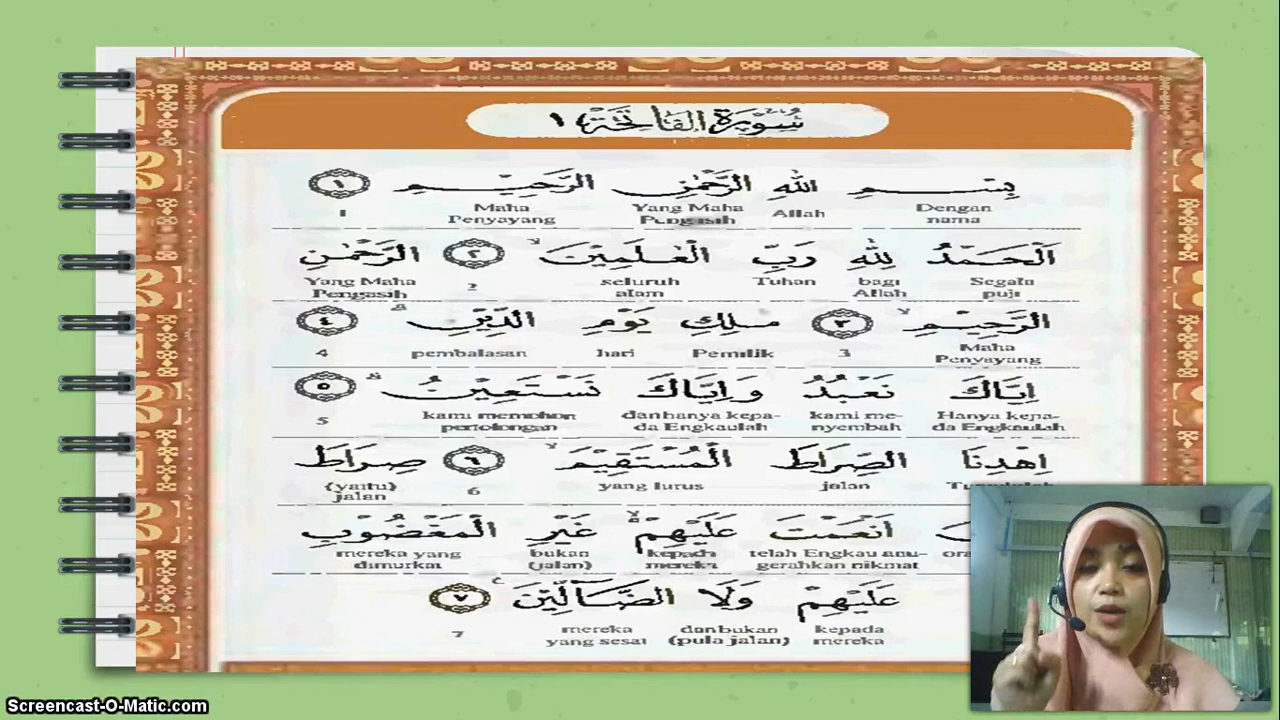 سُوْرَةُ الْفَاتِحَةِ ١
بِسْمِ اللّٰهِ الرَّحْمٰنِ الرَّحِيْمِ ١
Dengan nama Allah Yang Maha Pengasih Maha Penyayang 1
اَلْحَمْدُ لِلّٰهِ رَبِّ الْعٰلَمِيْنَۙ ٢ الرَّحْمٰنِ
Segala puji bagi Allah Tuhan seluruh alam 2 Yang Maha Pengasih
الرَّحِيْمِۙ ٣ مٰلِكِ يَوْمِ الدِّيْنِۗ ٤
Maha Penyayang 3 Pemilik hari pembalasan 4
اِيَّاكَ نَعْبُدُ وَاِيَّاكَ نَسْتَعِيْنُۗ ٥
Hanya kepada Engkaulah kami menyembah dan hanya kepada Engkaulah kami memohon pertolongan 5
اِهْدِنَا الصِّرَاطَ الْمُسْتَقِيْمَۙ ٦ صِرَاطَ
jalan yang lurus 6 (yaitu) jalan
اَنْعَمْتَ عَلَيْهِمْۙ غَيْرِ الْمَغْضُوْبِ
telah Engkau anugerahkan nikmat kepada mereka bukan (jalan) mereka yang dimurkai
عَلَيْهِمْ وَلَا الضَّاۤلِّيْنَ ٧
kepada mereka dan bukan (pula jalan) mereka yang sesat 7
Screencast-O-Matic.com